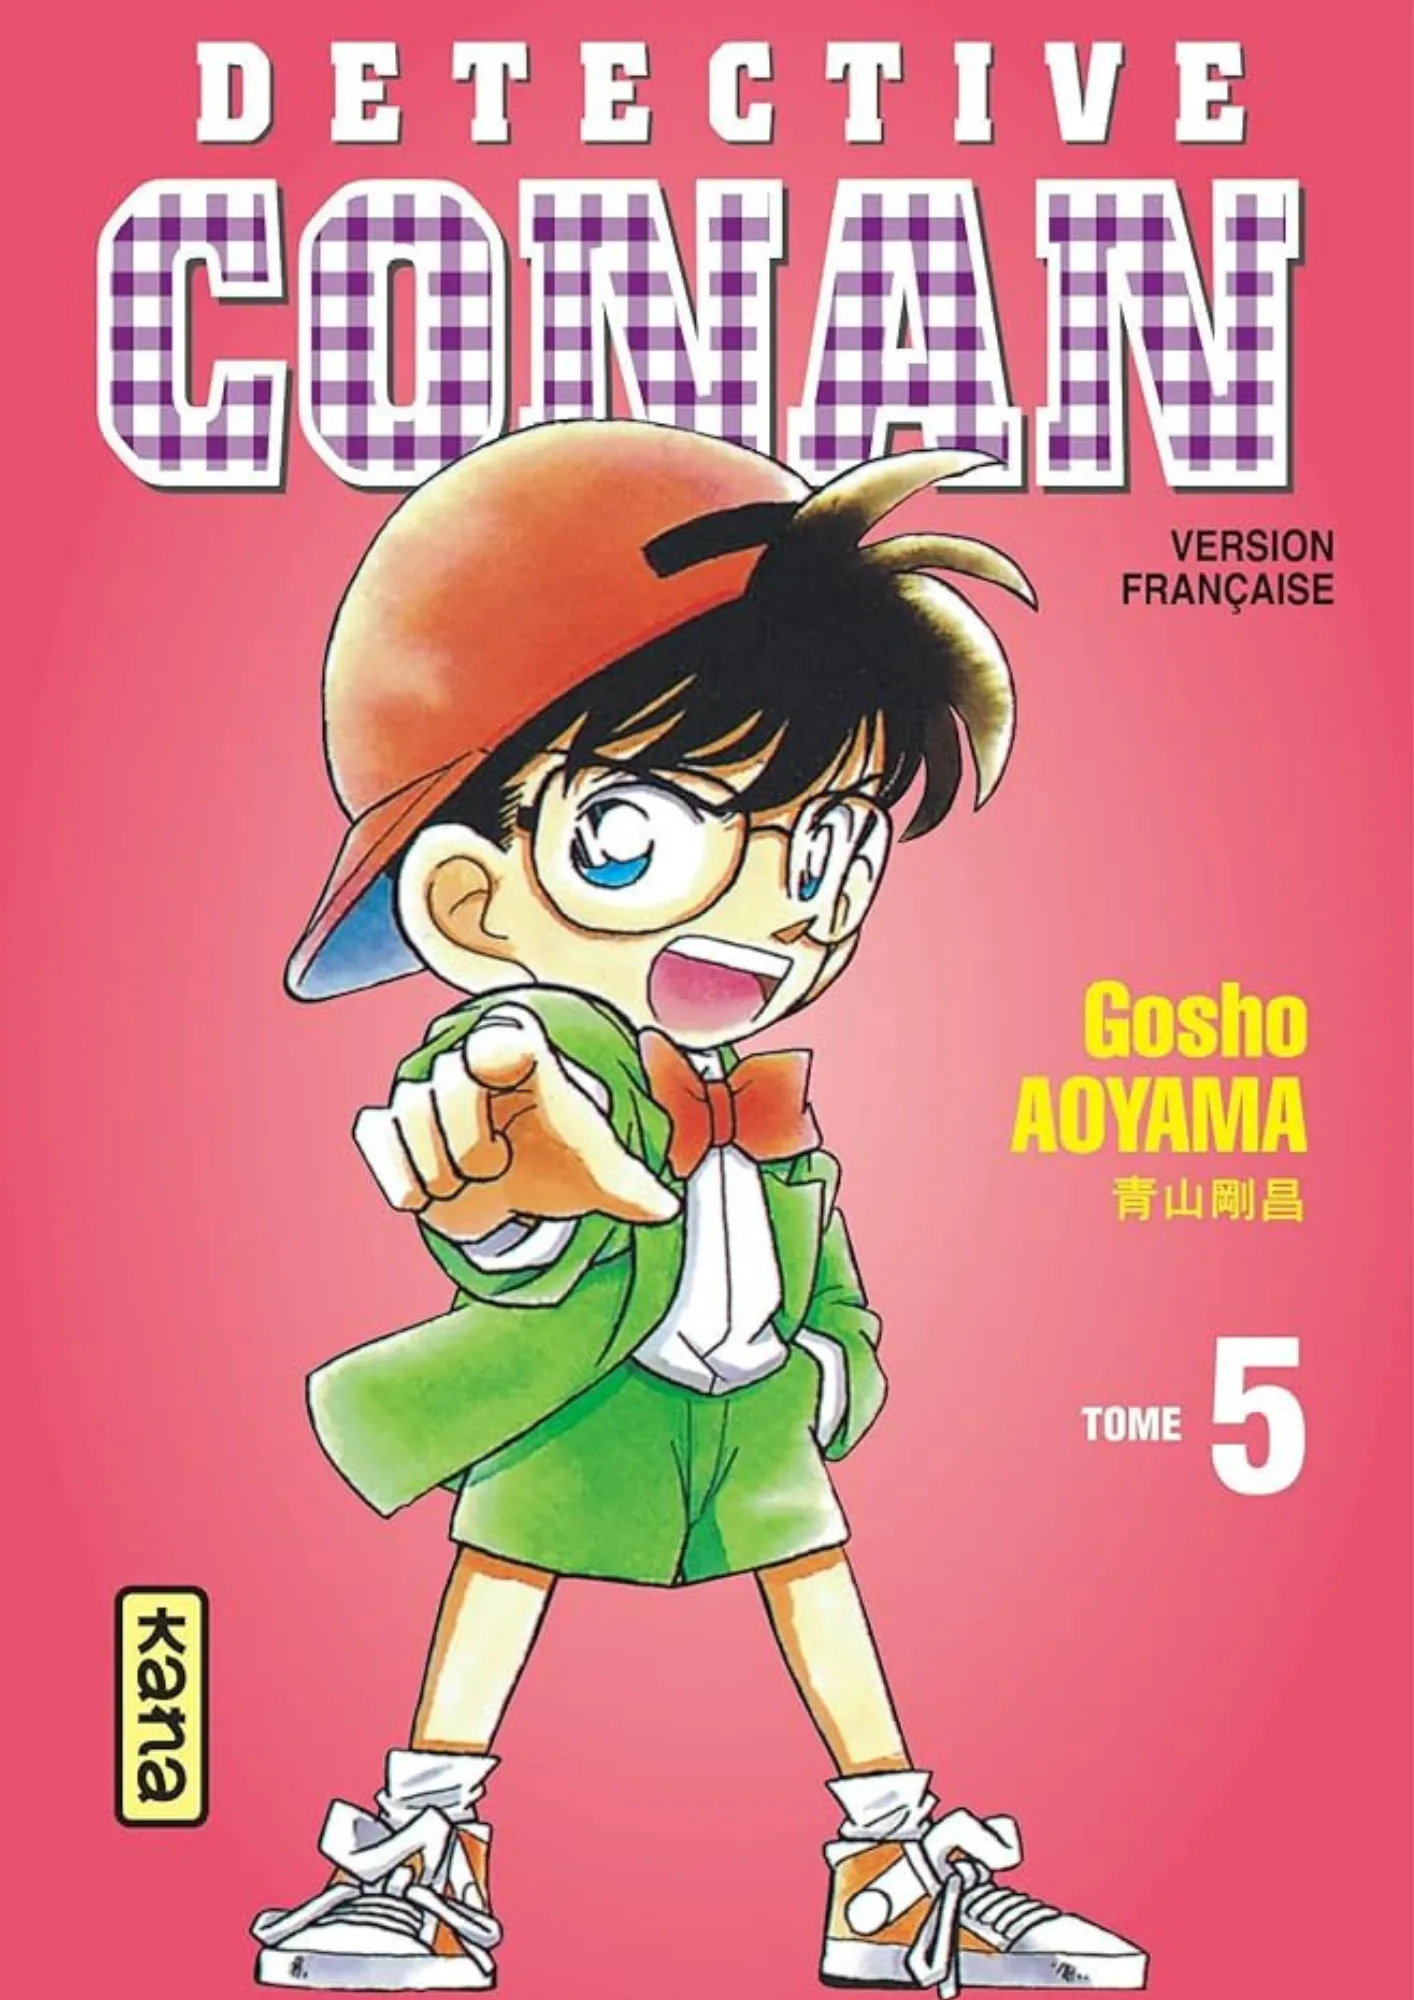 DETECTIVE
CONAN
VERSION
FRANÇAISE
Gosho
AOYAMA
青山剛昌
TOME 5
kana